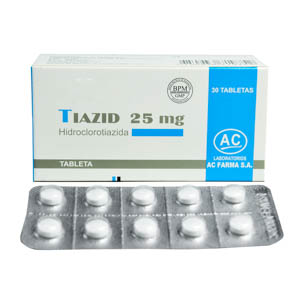 BPM
GMP
30 TABLETAS
TIAZID 25 mg
Hidroclorotiazida
AC
LABORATORIOS
AC FARMA S.A.
TABLETA